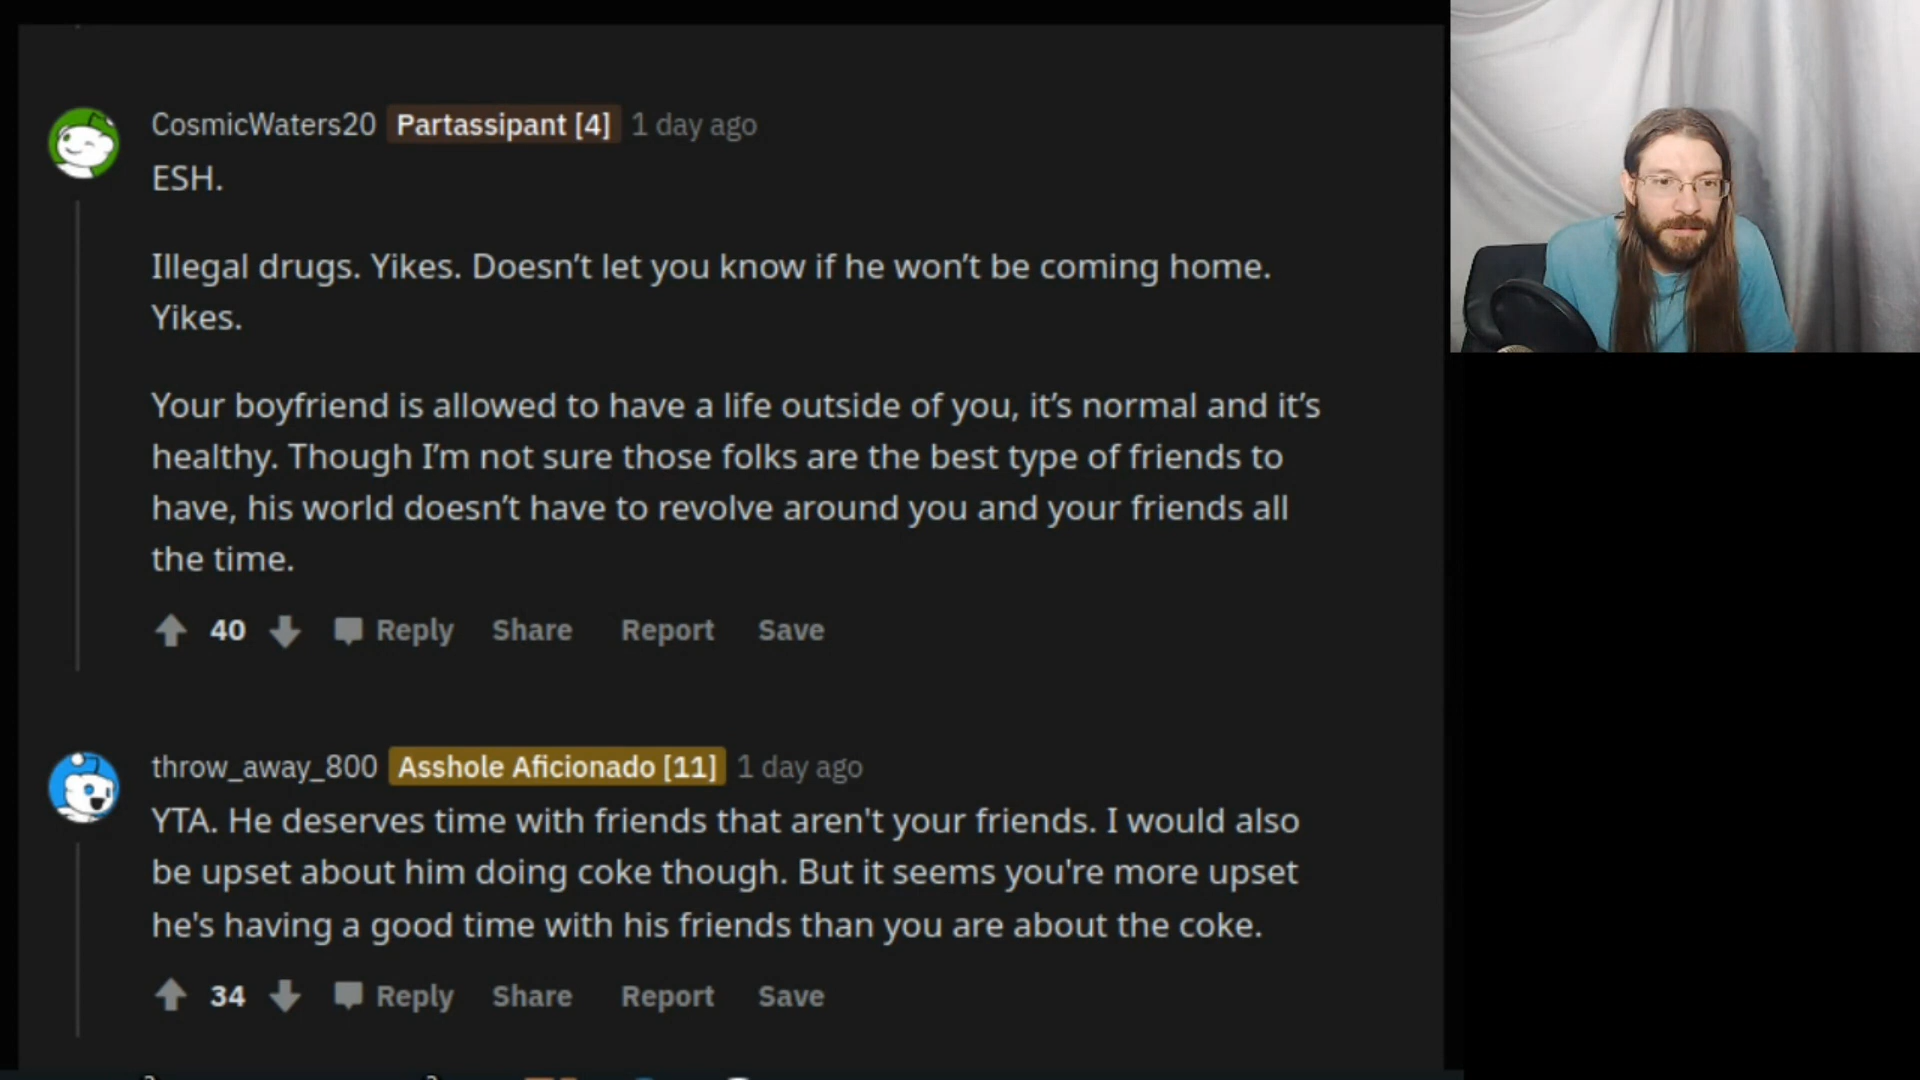 CosmicWaters20 Partassipant [4] 1 day ago
ESH.
Illegal drugs. Yikes. Doesn’t let you know if he won’t be coming home.
Yikes.
Your boyfriend is allowed to have a life outside of you, it’s normal and it’s
healthy. Though I’m not sure those folks are the best type of friends to
have, his world doesn’t have to revolve around you and your friends all
the time.
40 Reply Share Report Save
throw_away_800 Asshole Aficionado [11] 1 day ago
YTA. He deserves time with friends that aren't your friends. I would also
be upset about him doing coke though. But it seems you're more upset
he's having a good time with his friends than you are about the coke.
34 Reply Share Report Save